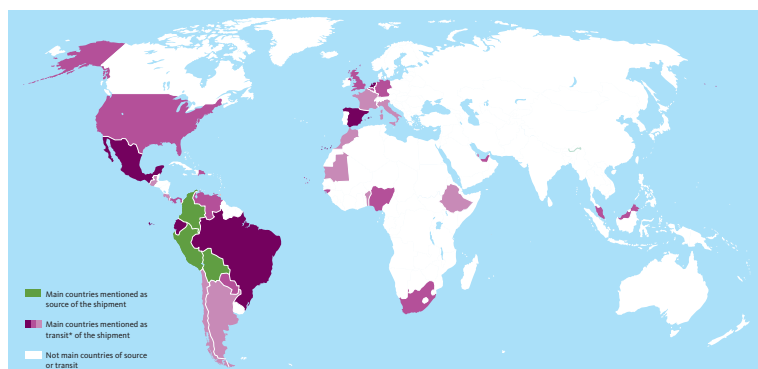 Main countries mentioned as
source of the shipment
Main countries mentioned as
transit* of the shipment
Not main countries of source
or transit